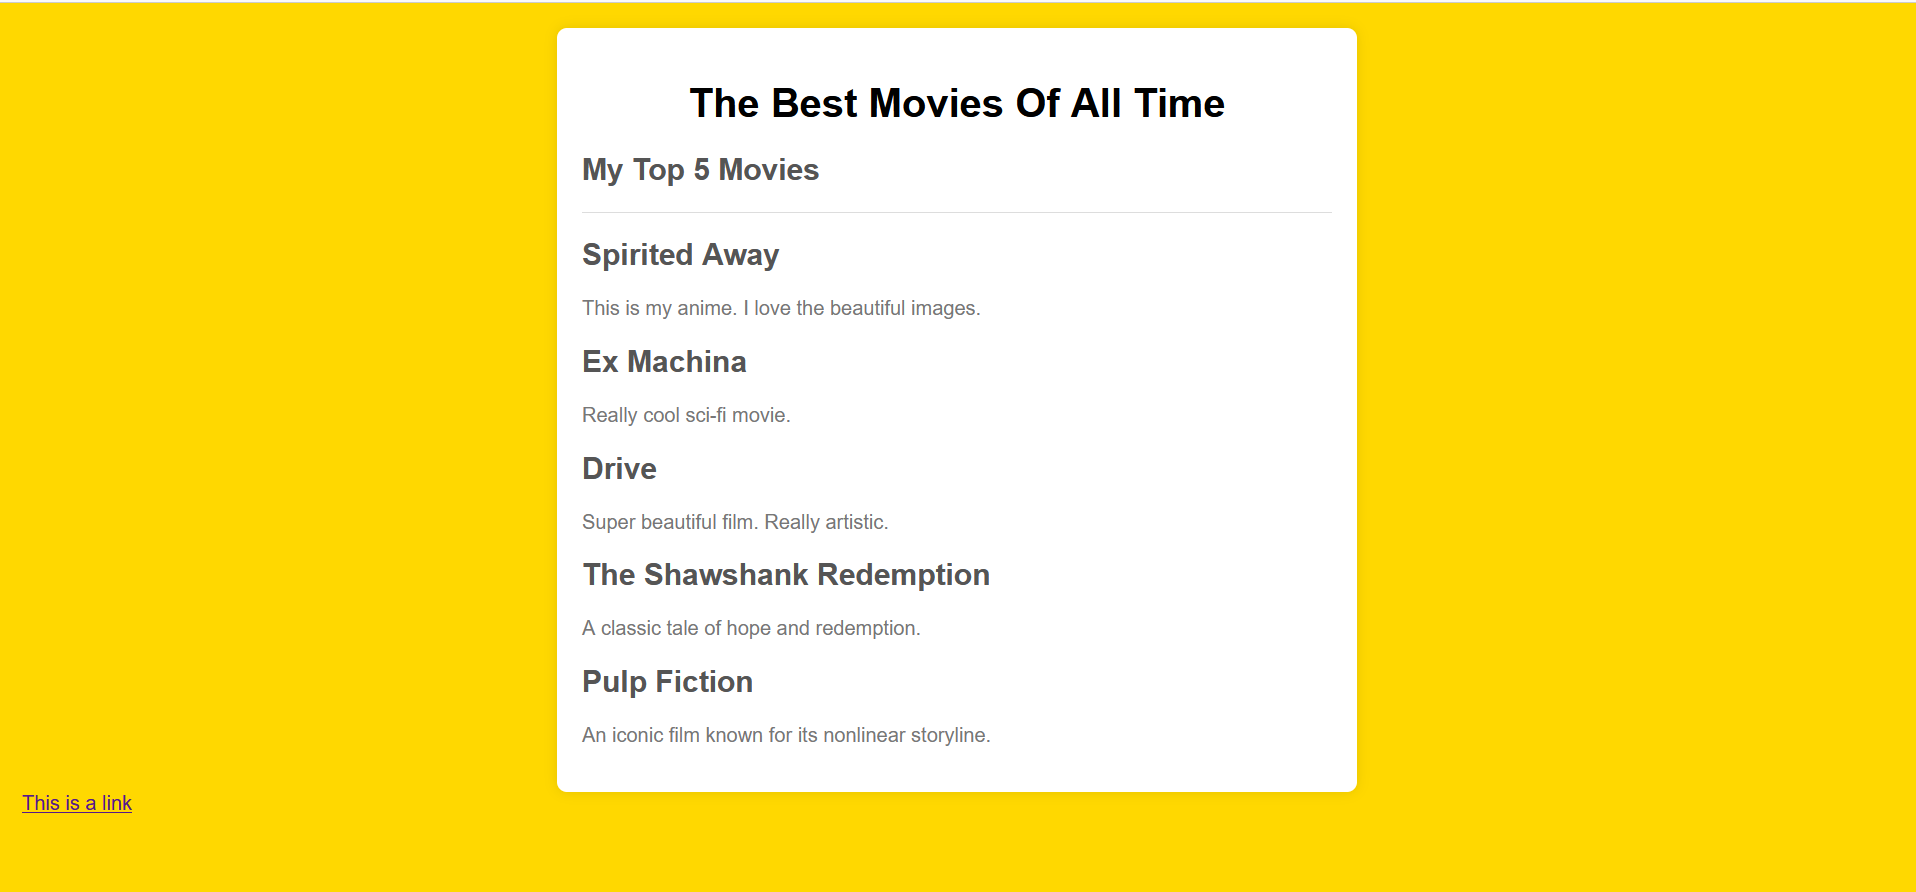 The Best Movies Of All Time
My Top 5 Movies
Spirited Away
This is my anime. I love the beautiful images.
Ex Machina
Really cool sci-fi movie.
Drive
Super beautiful film. Really artistic.
The Shawshank Redemption
A classic tale of hope and redemption.
Pulp Fiction
An iconic film known for its nonlinear storyline.
This is a link